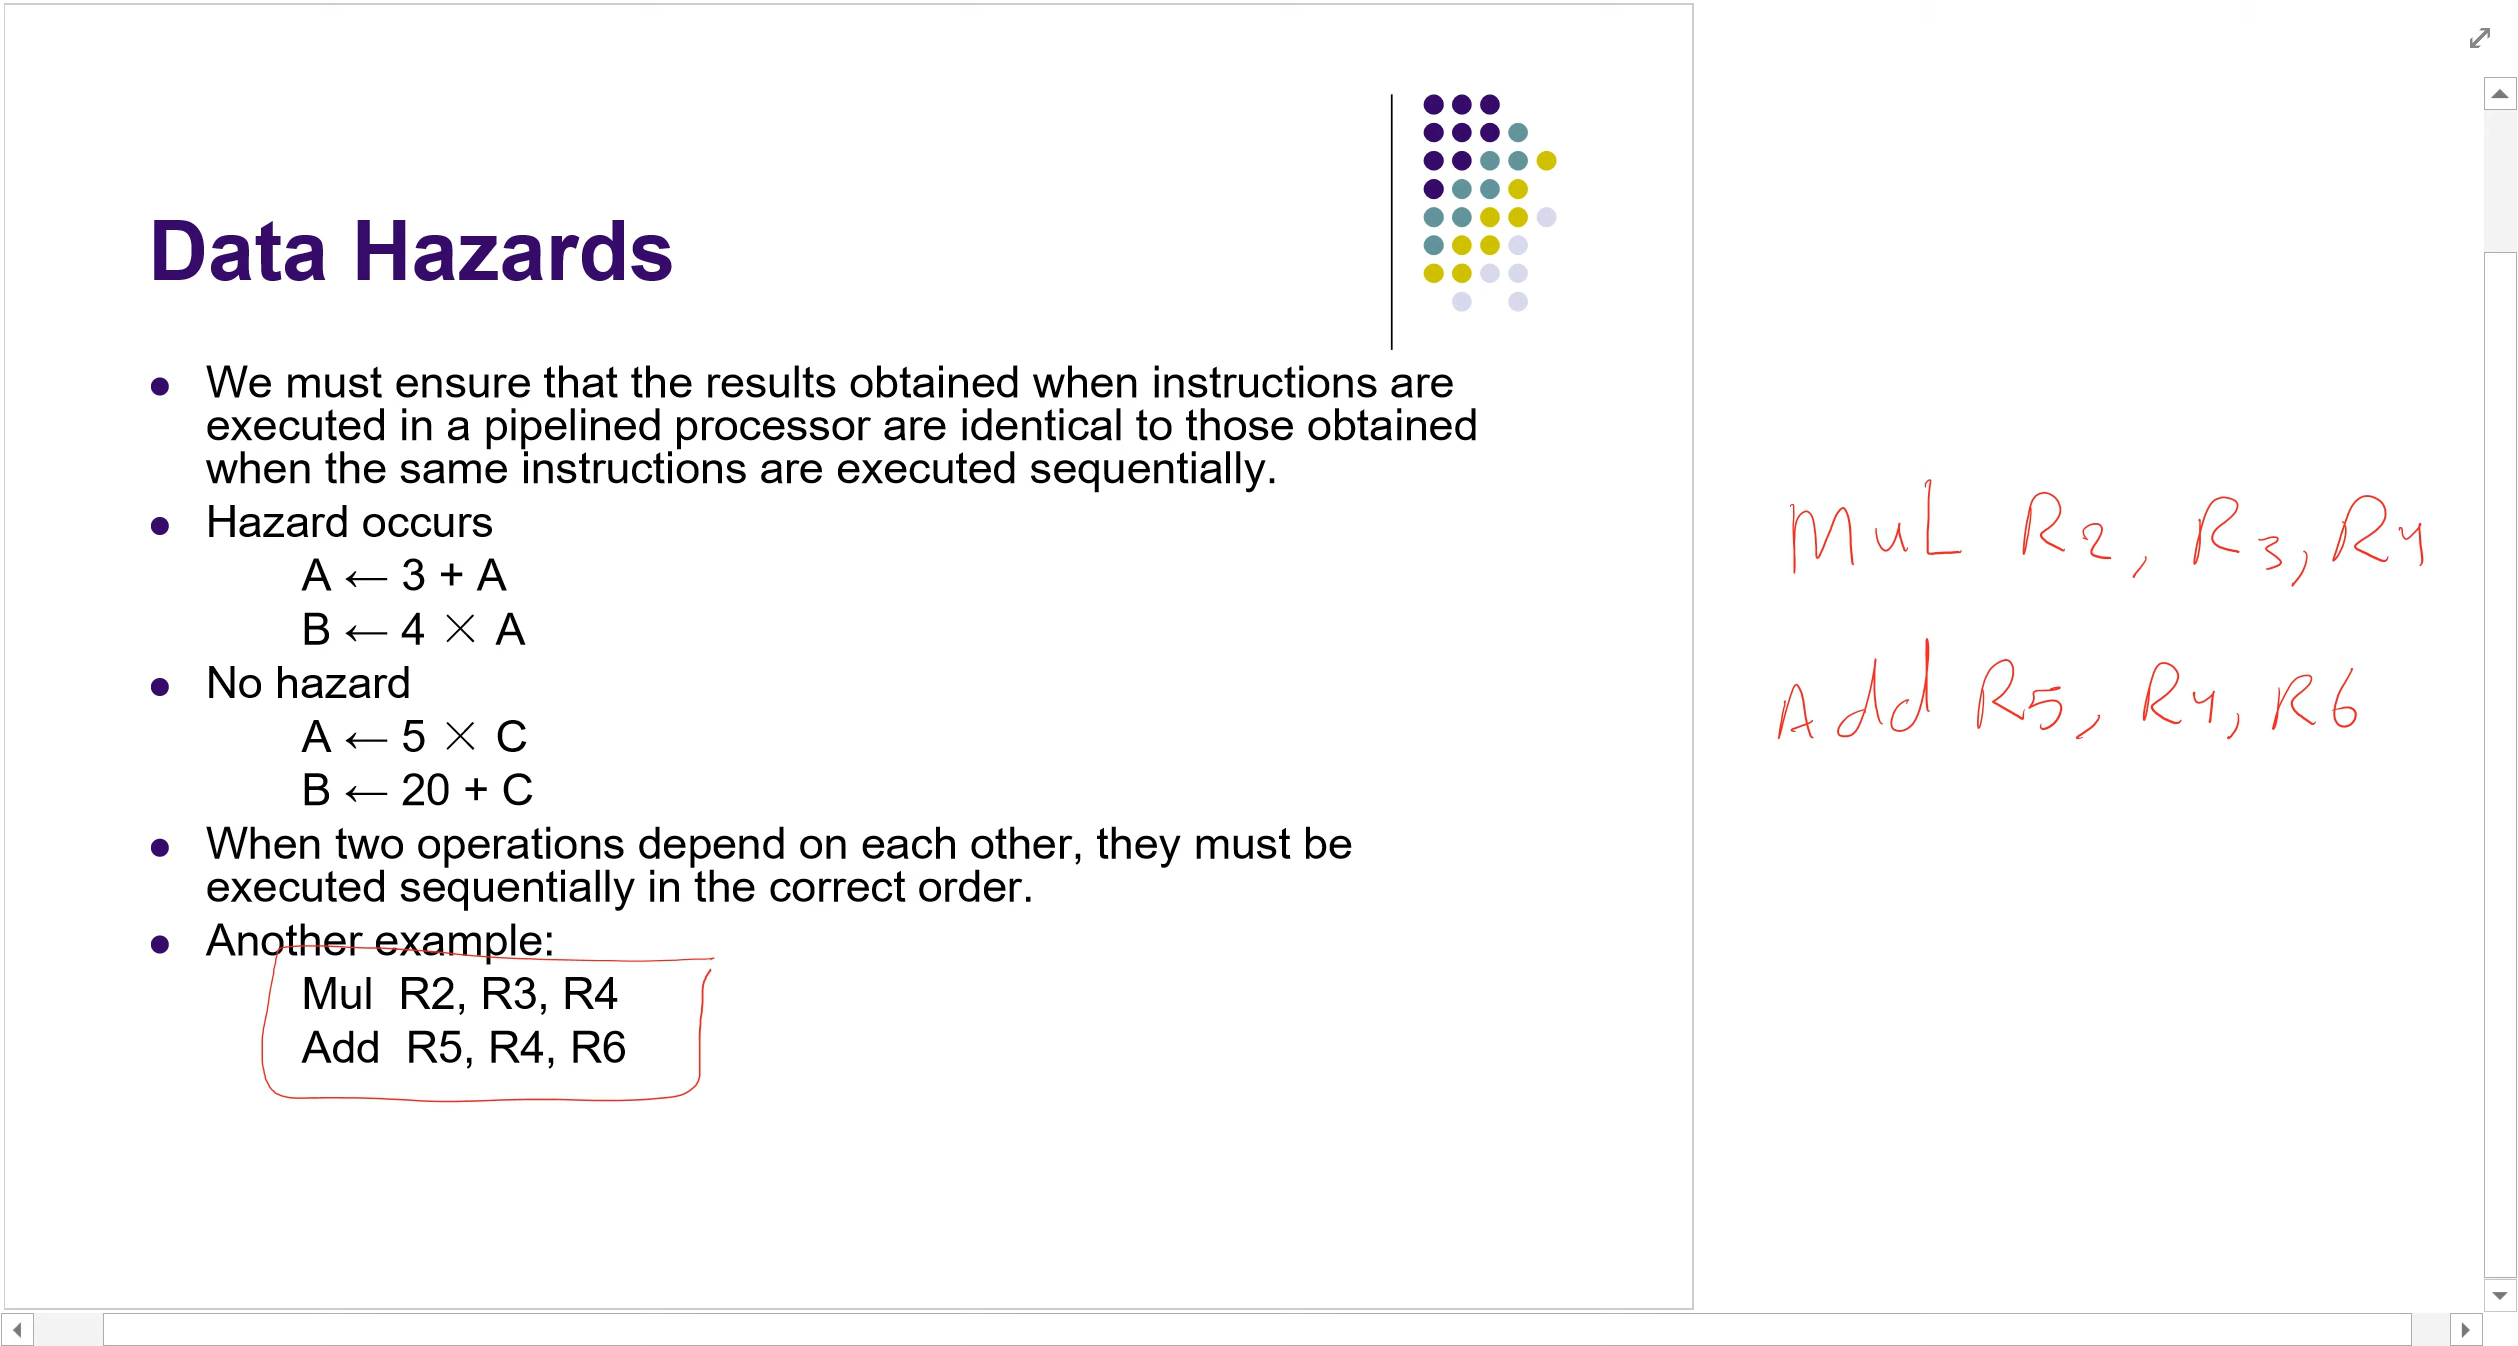 Data Hazards
● We must ensure that the results obtained when instructions are
executed in a pipelined processor are identical to those obtained
when the same instructions are executed sequentially.
● Hazard occurs
A ← 3 + A
B ← 4 × A
● No hazard
A ← 5 × C
B ← 20 + C
● When two operations depend on each other, they must be
executed sequentially in the correct order.
● Another example:
Mul R2, R3, R4
Add R5, R4, R6
MuL R2, R3, R4
Add R5, R4, R6